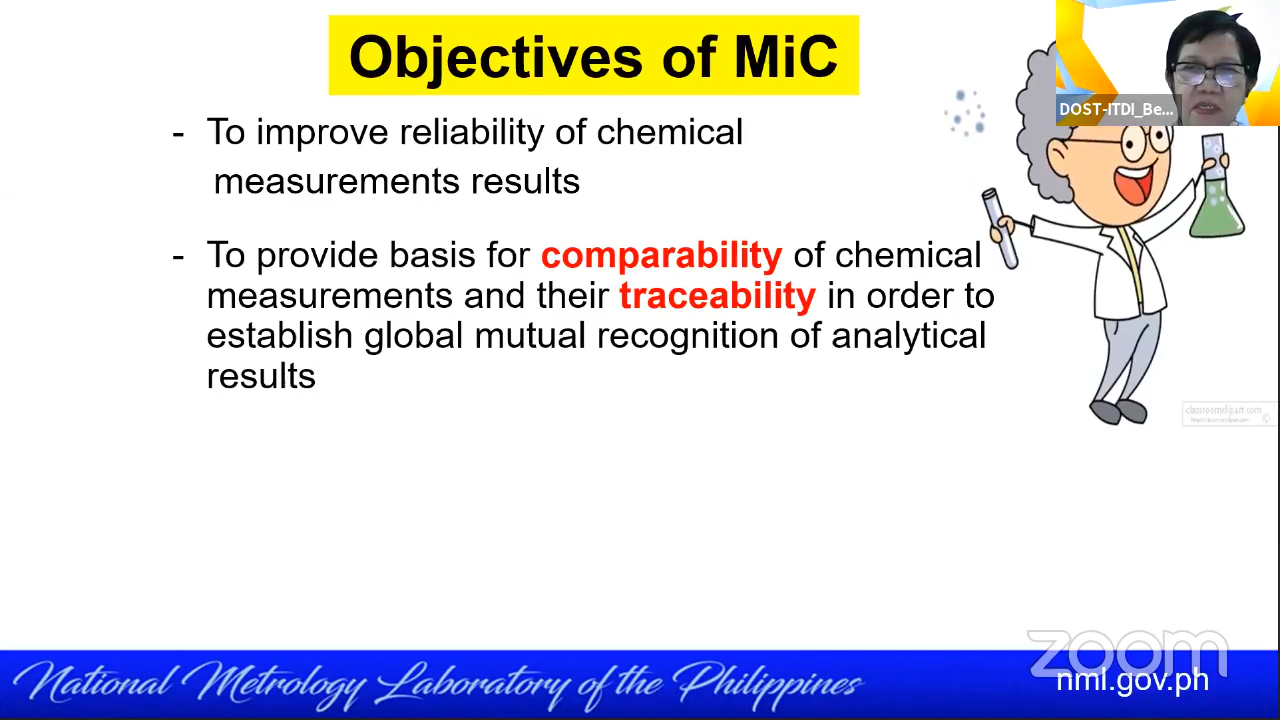 Objectives of MiC
DOST-ITDI_Be...
- To improve reliability of chemical
measurements results
- To provide basis for comparability of chemical
measurements and their traceability in order to
establish global mutual recognition of analytical
results
classroomclipart.com
©
zoom
National Metrology Laboratory of the Philippines
nml.gov.ph